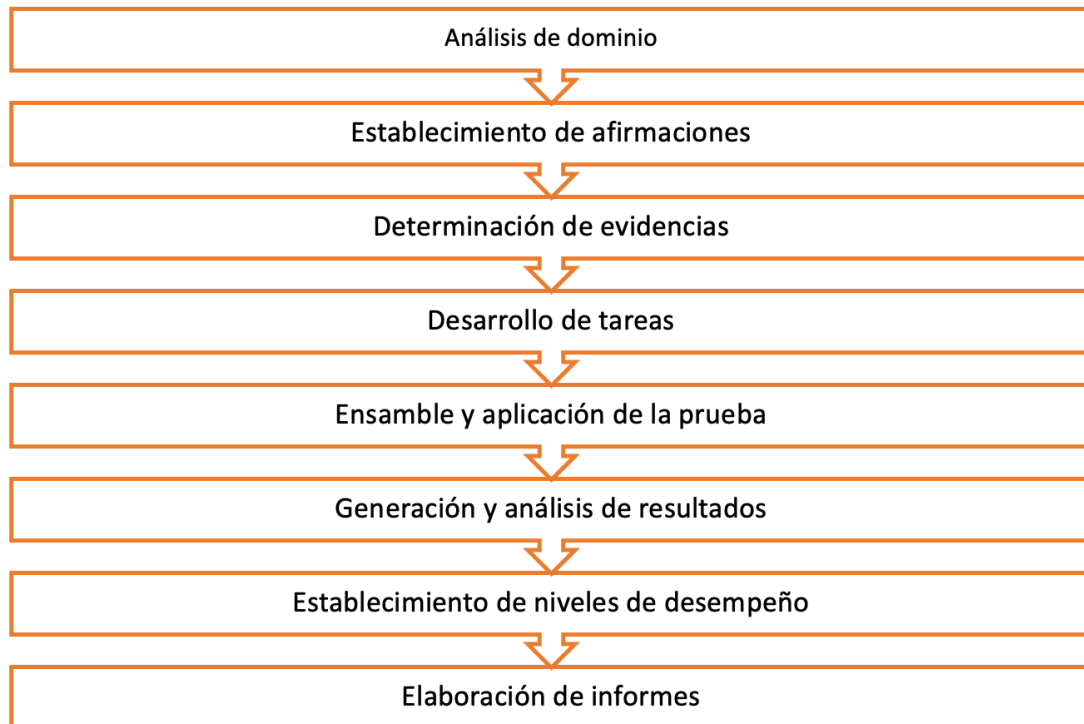 Análisis de dominio
Establecimiento de afirmaciones
Determinación de evidencias
Desarrollo de tareas
Ensamble y aplicación de la prueba
Generación y análisis de resultados
Establecimiento de niveles de desempeño
Elaboración de informes